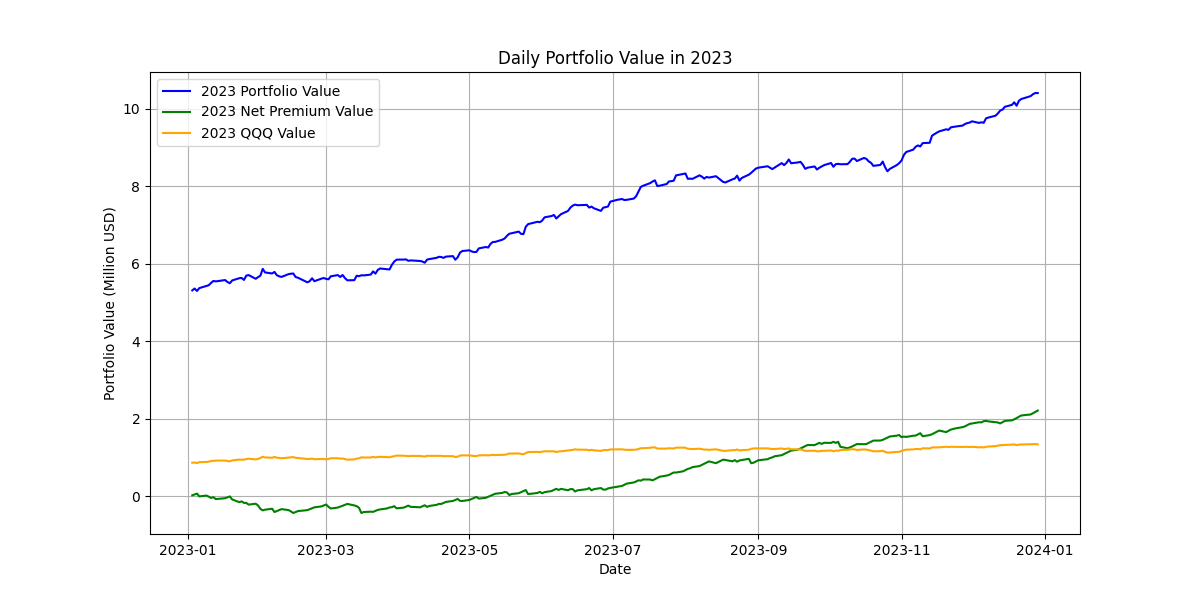 Daily Portfolio Value in 2023
2023 Portfolio Value
2023 Net Premium Value
2023 QQQ Value
Portfolio Value (Million USD)
10
8
6
4
2
0
2023-01 2023-03 2023-05 2023-07 2023-09 2023-11 2024-01
Date